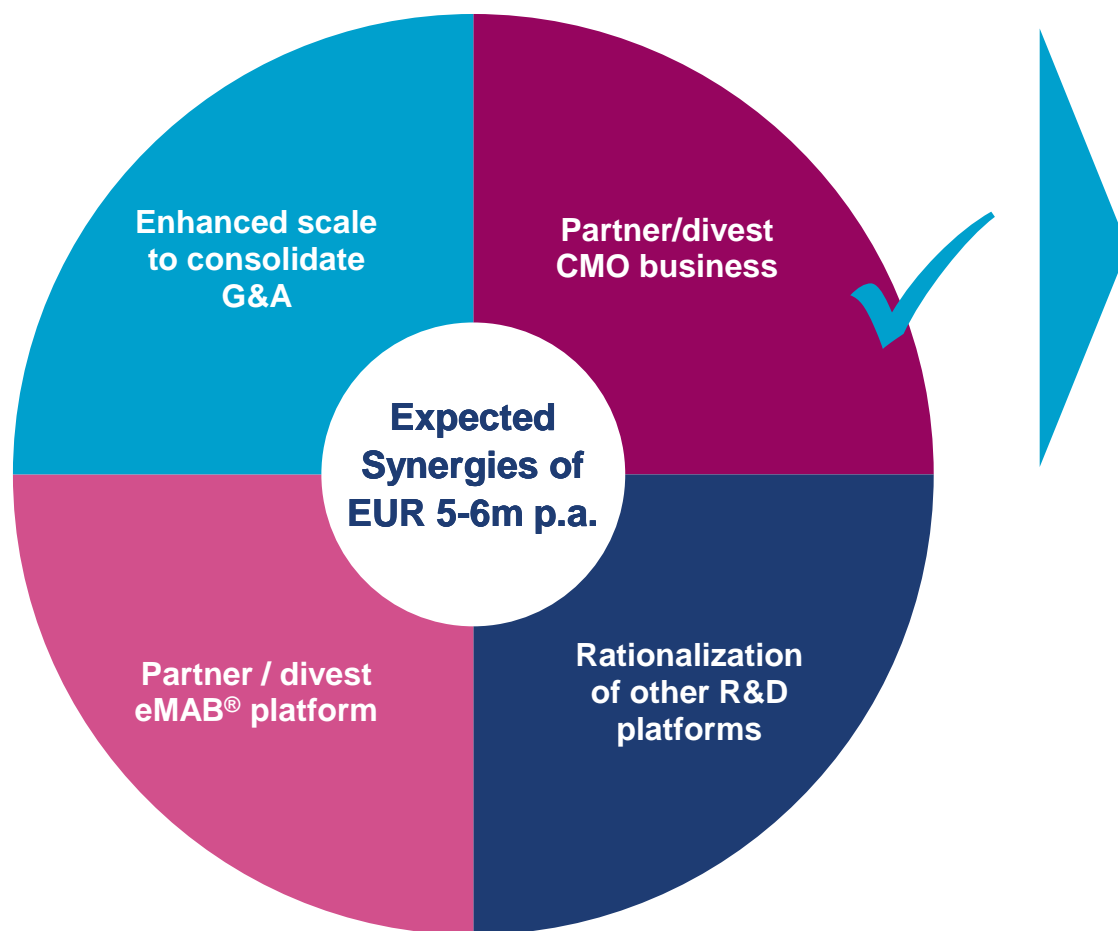 Enhanced scale
to consolidate
G&A
Partner/divest
CMO business
Expected
Synergies of
EUR 5-6m p.a.
Partner / divest
eMAB® platform
Rationalization
of other R&D
platforms